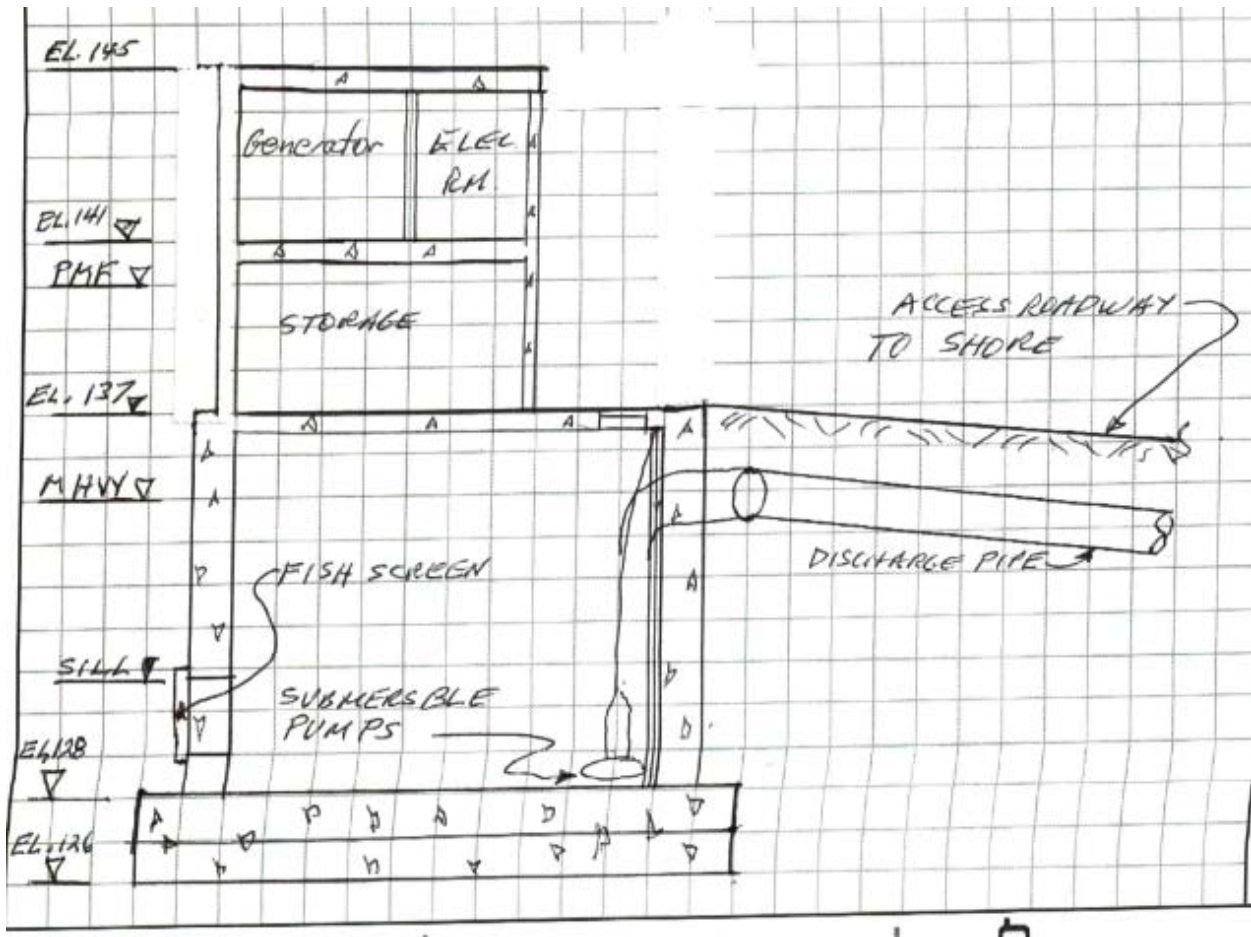 EL. 145
Generator
ELEC.
RM.
EL. 141
PMF
STORAGE
ACCESS ROADWAY
TO SHORE
EL. 137
MHW
FISH SCREEN
DISCHARGE PIPE
SILL
SUBMERSIBLE
PUMPS
EL. 128
EL. 126